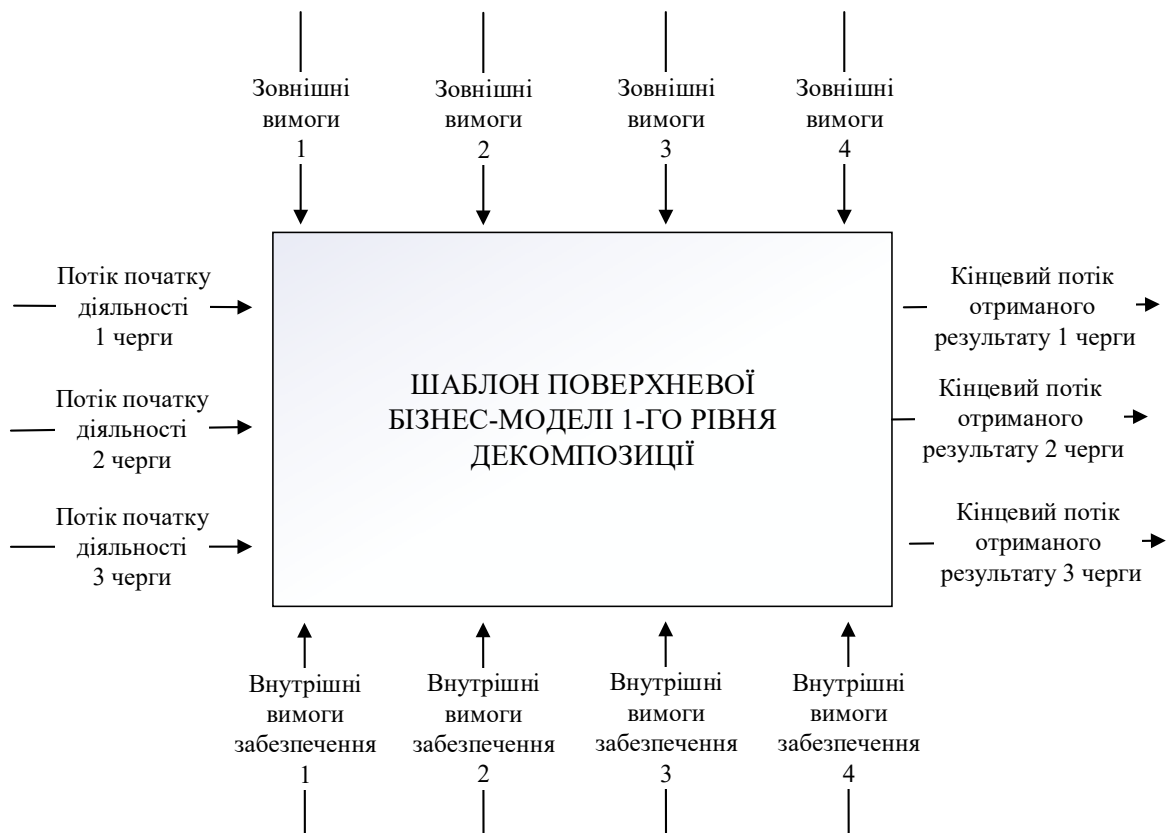 Зовнішні
вимоги
1
Зовнішні
вимоги
2
Зовнішні
вимоги
3
Зовнішні
вимоги
4
Потік початку
діяльності
1 черги
Потік початку
діяльності
2 черги
Потік початку
діяльності
3 черги
ШАБЛОН ПОВЕРХНЕВОЇ
БІЗНЕС-МОДЕЛІ 1-ГО РІВНЯ
ДЕКОМПОЗИЦІЇ
Кінцевий потік
отриманого
результату 1 черги
Кінцевий потік
отриманого
результату 2 черги
Кінцевий потік
отриманого
результату 3 черги
Внутрішні
вимоги
забезпечення
1
Внутрішні
вимоги
забезпечення
2
Внутрішні
вимоги
забезпечення
3
Внутрішні
вимоги
забезпечення
4